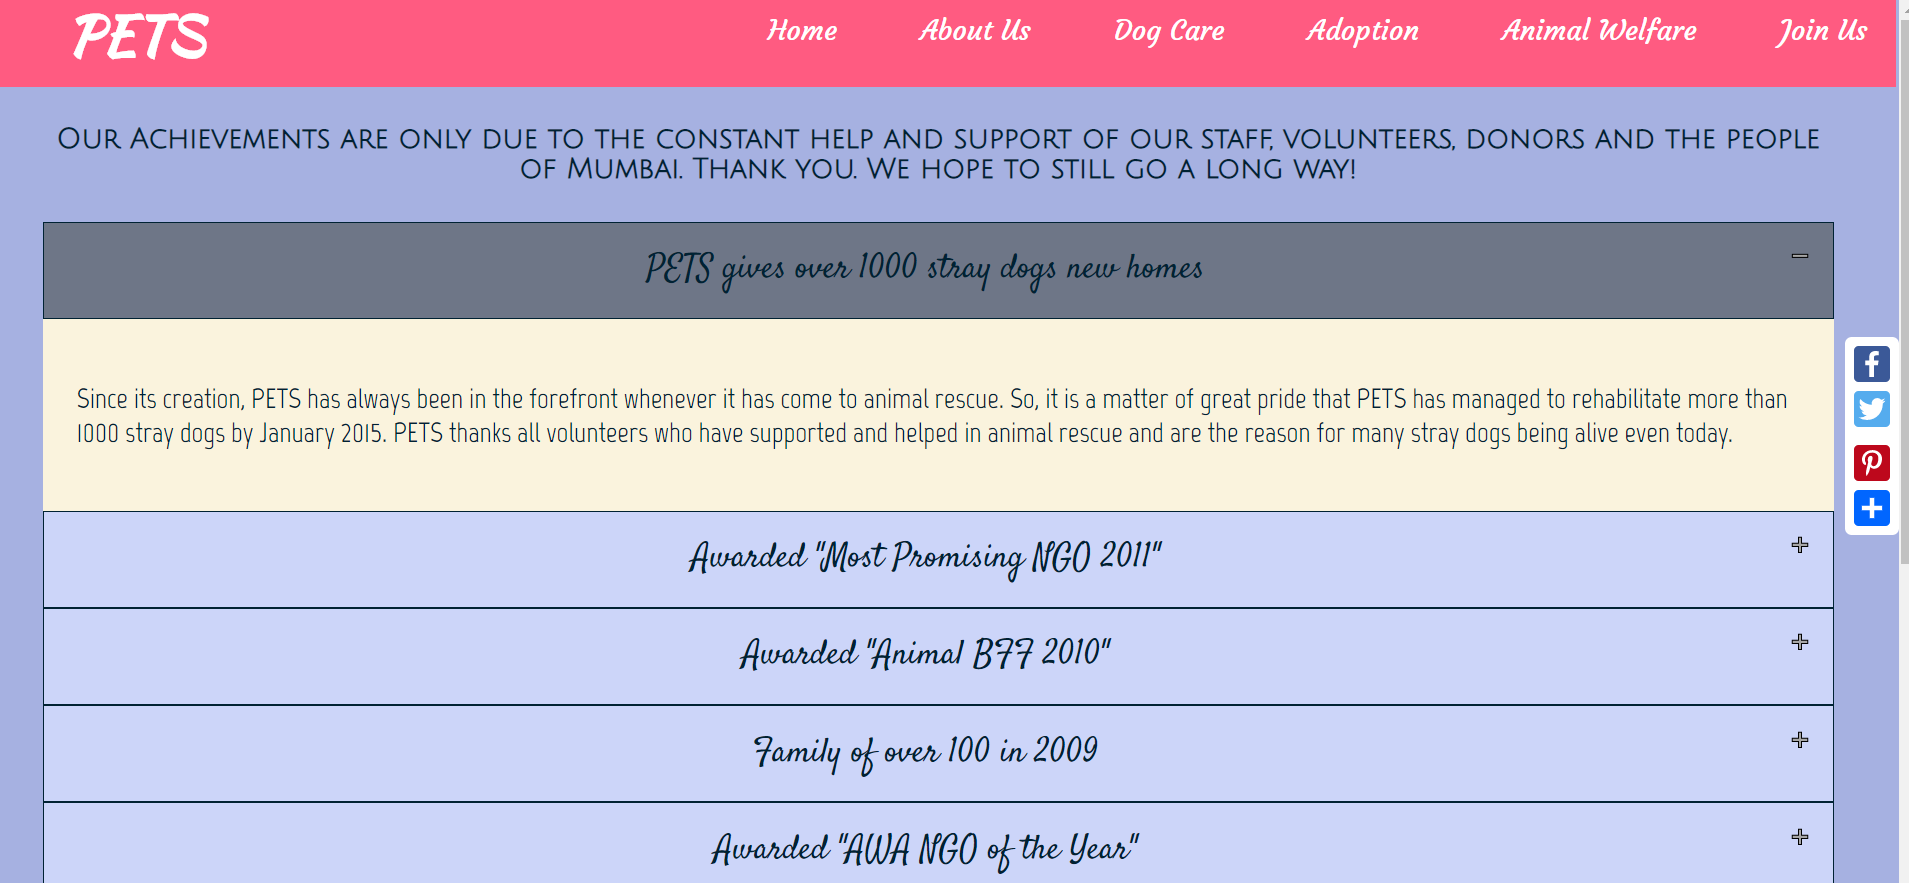 PETS
Home About Us Dog Care Adoption Animal Welfare Join Us
Our Achievements are only due to the constant help and support of our staff, volunteers, donors and the people
of Mumbai. Thank you. We hope to still go a long way!
PETS gives over 1000 stray dogs new homes
Since its creation, PETS has always been in the forefront whenever it has come to animal rescue. So, it is a matter of great pride that PETS has managed to rehabilitate more than
1000 stray dogs by January 2015. PETS thanks all volunteers who have supported and helped in animal rescue and are the reason for many stray dogs being alive even today.
Awarded "Most Promising NGO 2011"
Awarded "Animal BFF 2010"
Family of over 100 in 2009
Awarded "AWA NGO of the Year"